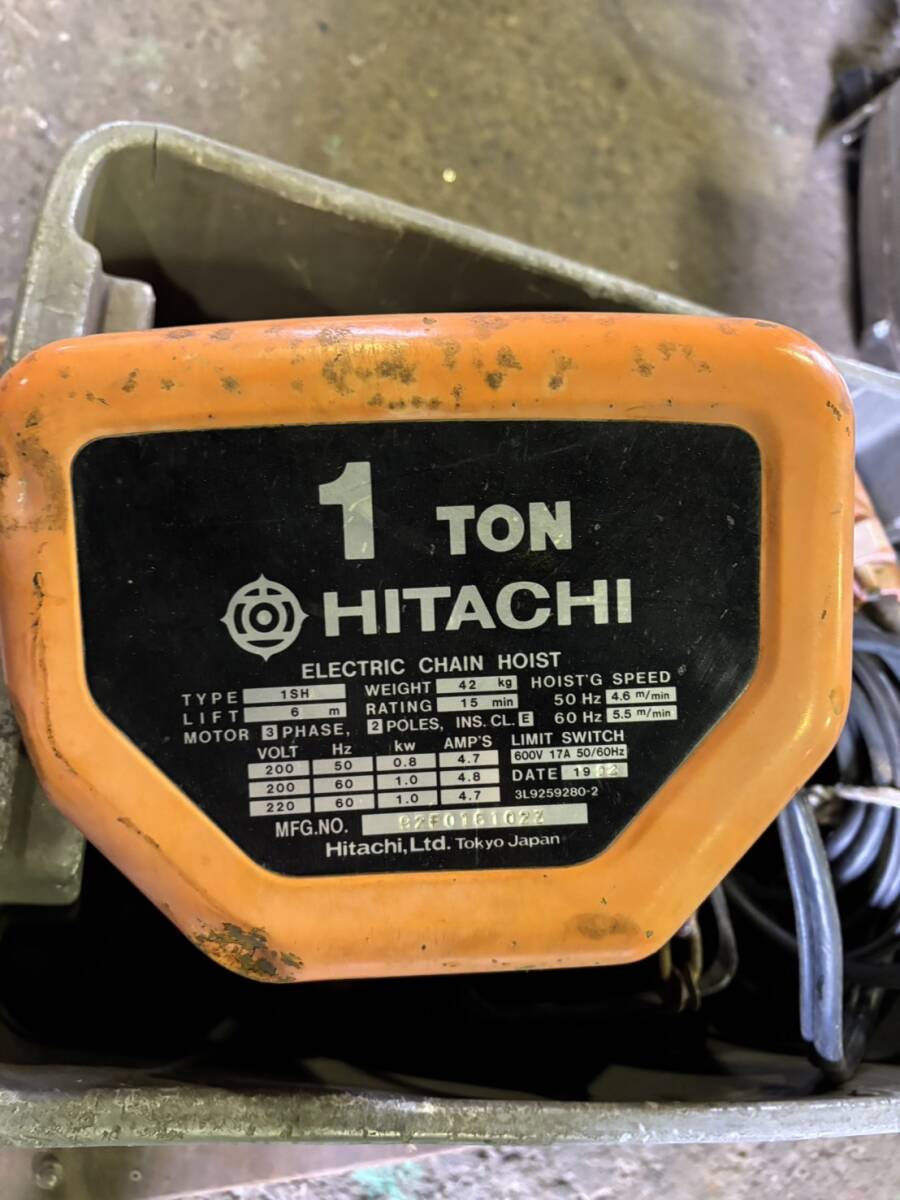 1 TON
HITACHI
ELECTRIC CHAIN HOIST
TYPE 1SH WEIGHT 42 kg HOIST'G SPEED
LIFT 6 m RATING 15 min 50 Hz 4.6 m/min
MOTOR 3 PHASE, 2 POLES, INS. CL. E 60 Hz 5.5 m/min
VOLT Hz kw AMP'S LIMIT SWITCH
200 50 0.8 4.7 600V 17A 50/60Hz
200 60 1.0 4.8 DATE 19
220 60 1.0 4.7 3L9259280-2
MFG.NO.
Hitachi, Ltd. Tokyo Japan